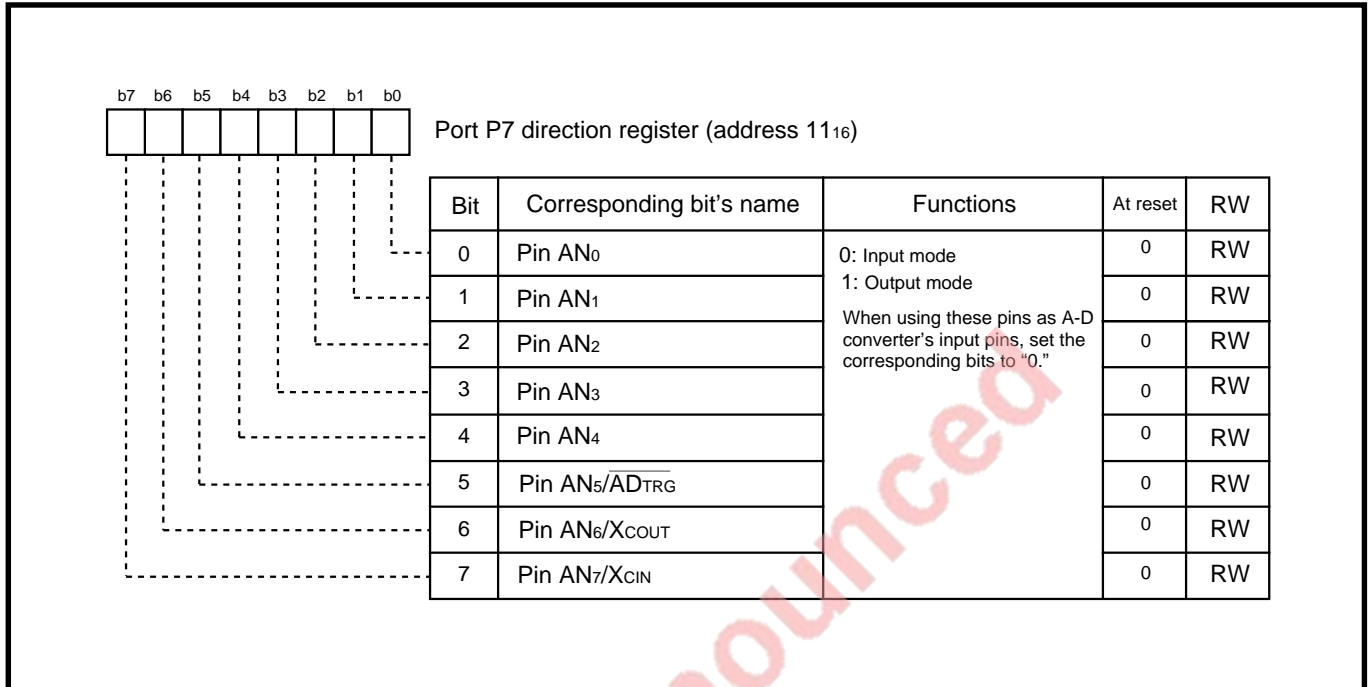 b7 b6 b5 b4 b3 b2 b1 b0
Port P7 direction register (address 11₁₆)
Bit Corresponding bit’s name Functions At reset RW
0 Pin AN₀ 0 RW
1 Pin AN₁ 0 RW
2 Pin AN₂ 0 RW
3 Pin AN₃ 0 RW
4 Pin AN₄ 0 RW
5 Pin AN₅/A̅D̅TRG 0 RW
6 Pin AN₆/XCOUT 0 RW
7 Pin AN₇/XCIN 0 RW
0: Input mode
1: Output mode
When using these pins as A-D
converter’s input pins, set the
corresponding bits to “0.”
nounced